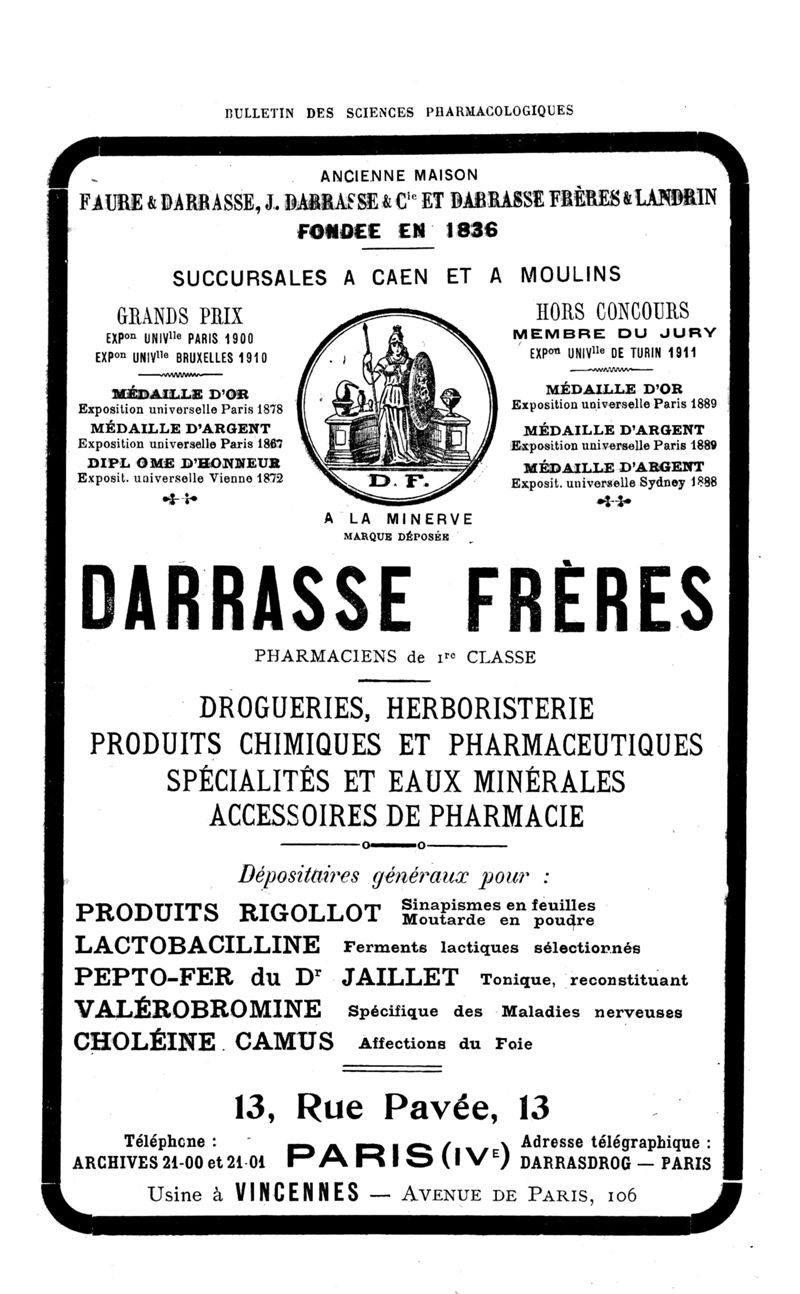 BULLETIN DES SCIENCES PHARMACOLOGIQUES
ANCIENNE MAISON
FAURE & DARRASSE, J. DARRASSE & Cie ET DARRASSE FRÈRES & LANDRIN
FONDEE EN 1836
SUCCURSALES A CAEN ET A MOULINS
GRANDS PRIX
EXPon UNIVlle PARIS 1900
EXPon UNIVlle BRUXELLES 1910
MÉDAILLE D'OR
Exposition universelle Paris 1878
MÉDAILLE D'ARGENT
Exposition universelle Paris 1867
DIPLOME D'HONNEUR
Exposit. universelle Vienne 1872
HORS CONCOURS
MEMBRE DU JURY
EXPon UNIVlle DE TURIN 1911
MÉDAILLE D'OR
Exposition universelle Paris 1889
MÉDAILLE D'ARGENT
Exposition universelle Paris 1889
MÉDAILLE D'ARGENT
Exposit. universelle Sydney 1888
D. F.
A LA MINERVE
MARQUE DÉPOSÉE
DARRASSE FRÈRES
PHARMACIENS de 1re CLASSE
DROGUERIES, HERBORISTERIE
PRODUITS CHIMIQUES ET PHARMACEUTIQUES
SPÉCIALITÊS ET EAUX MINÉRALES
ACCESSOIRES DE PHARMACIE
Dépositaires généraux pour :
PRODUITS RIGOLLOT Sinapismes en feuilles
Moutarde en poudre
LACTOBACILLINE Ferments lactiques sélectionnés
PEPTO-FER du Dr JAILLET Tonique, reconstituant
VALÉROBROMINE Spécifique des Maladies nerveuses
CHOLÉINE CAMUS Affections du Foie
13, Rue Pavée, 13
Téléphone :
ARCHIVES 21-00 et 21-01
PARIS (IVE)
Adresse télégraphique :
DARRASDROG — PARIS
Usine à VINCENNES — AVENUE DE PARIS, 106